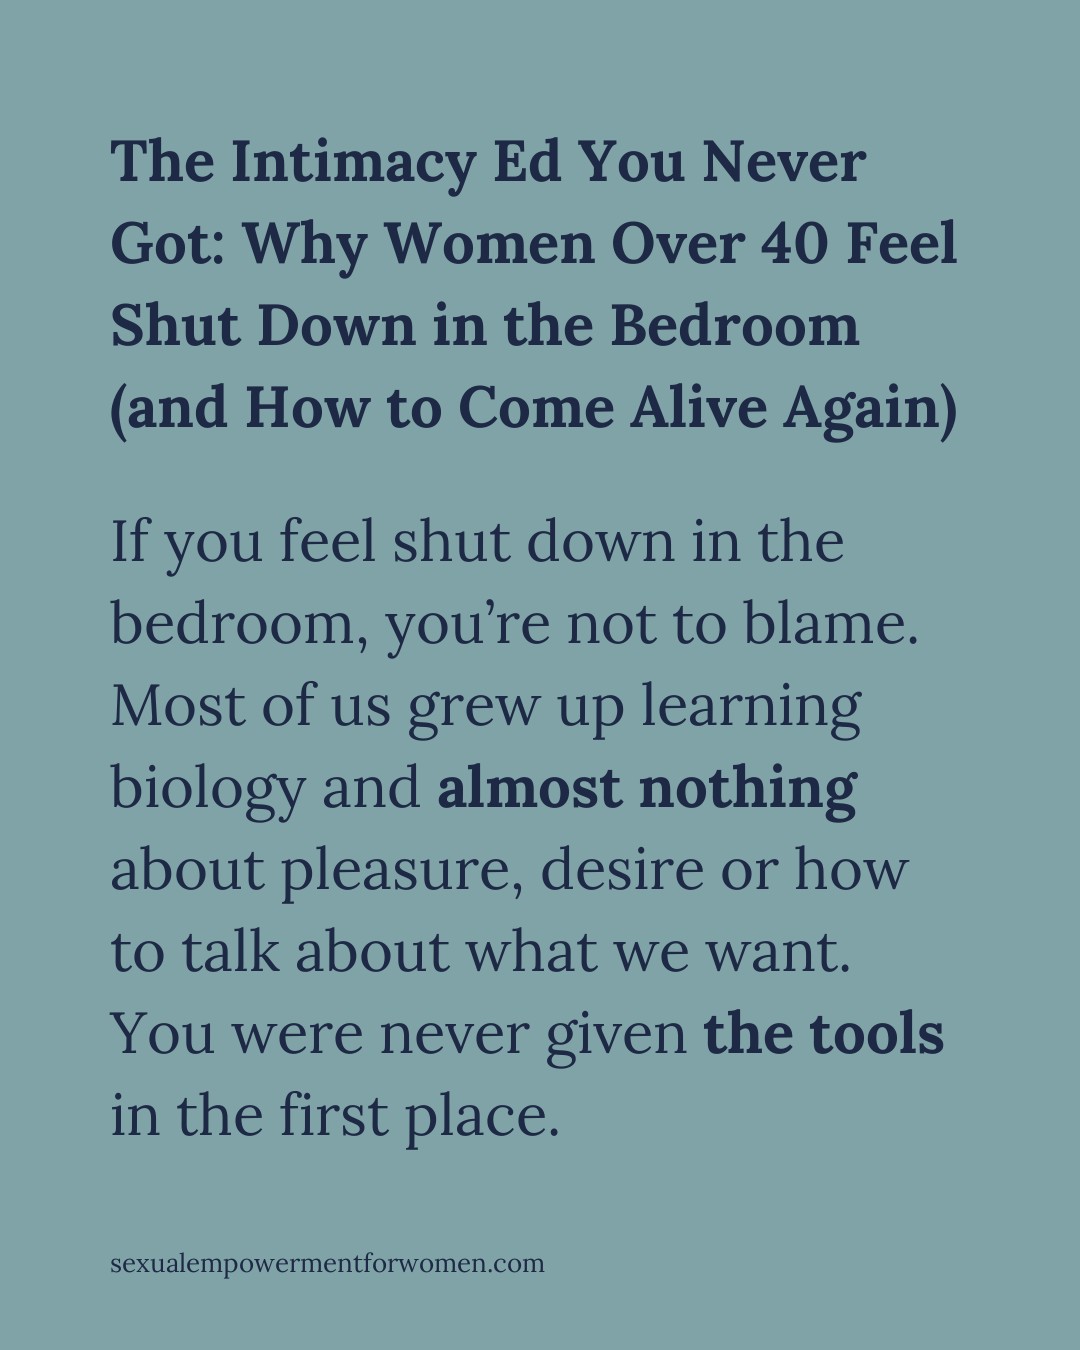 The Intimacy Ed You Never
Got: Why Women Over 40 Feel
Shut Down in the Bedroom
(and How to Come Alive Again)
If you feel shut down in the
bedroom, you’re not to blame.
Most of us grew up learning
biology and almost nothing
about pleasure, desire or how
to talk about what we want.
You were never given the tools
in the first place.
sexualempowermentforwomen.com